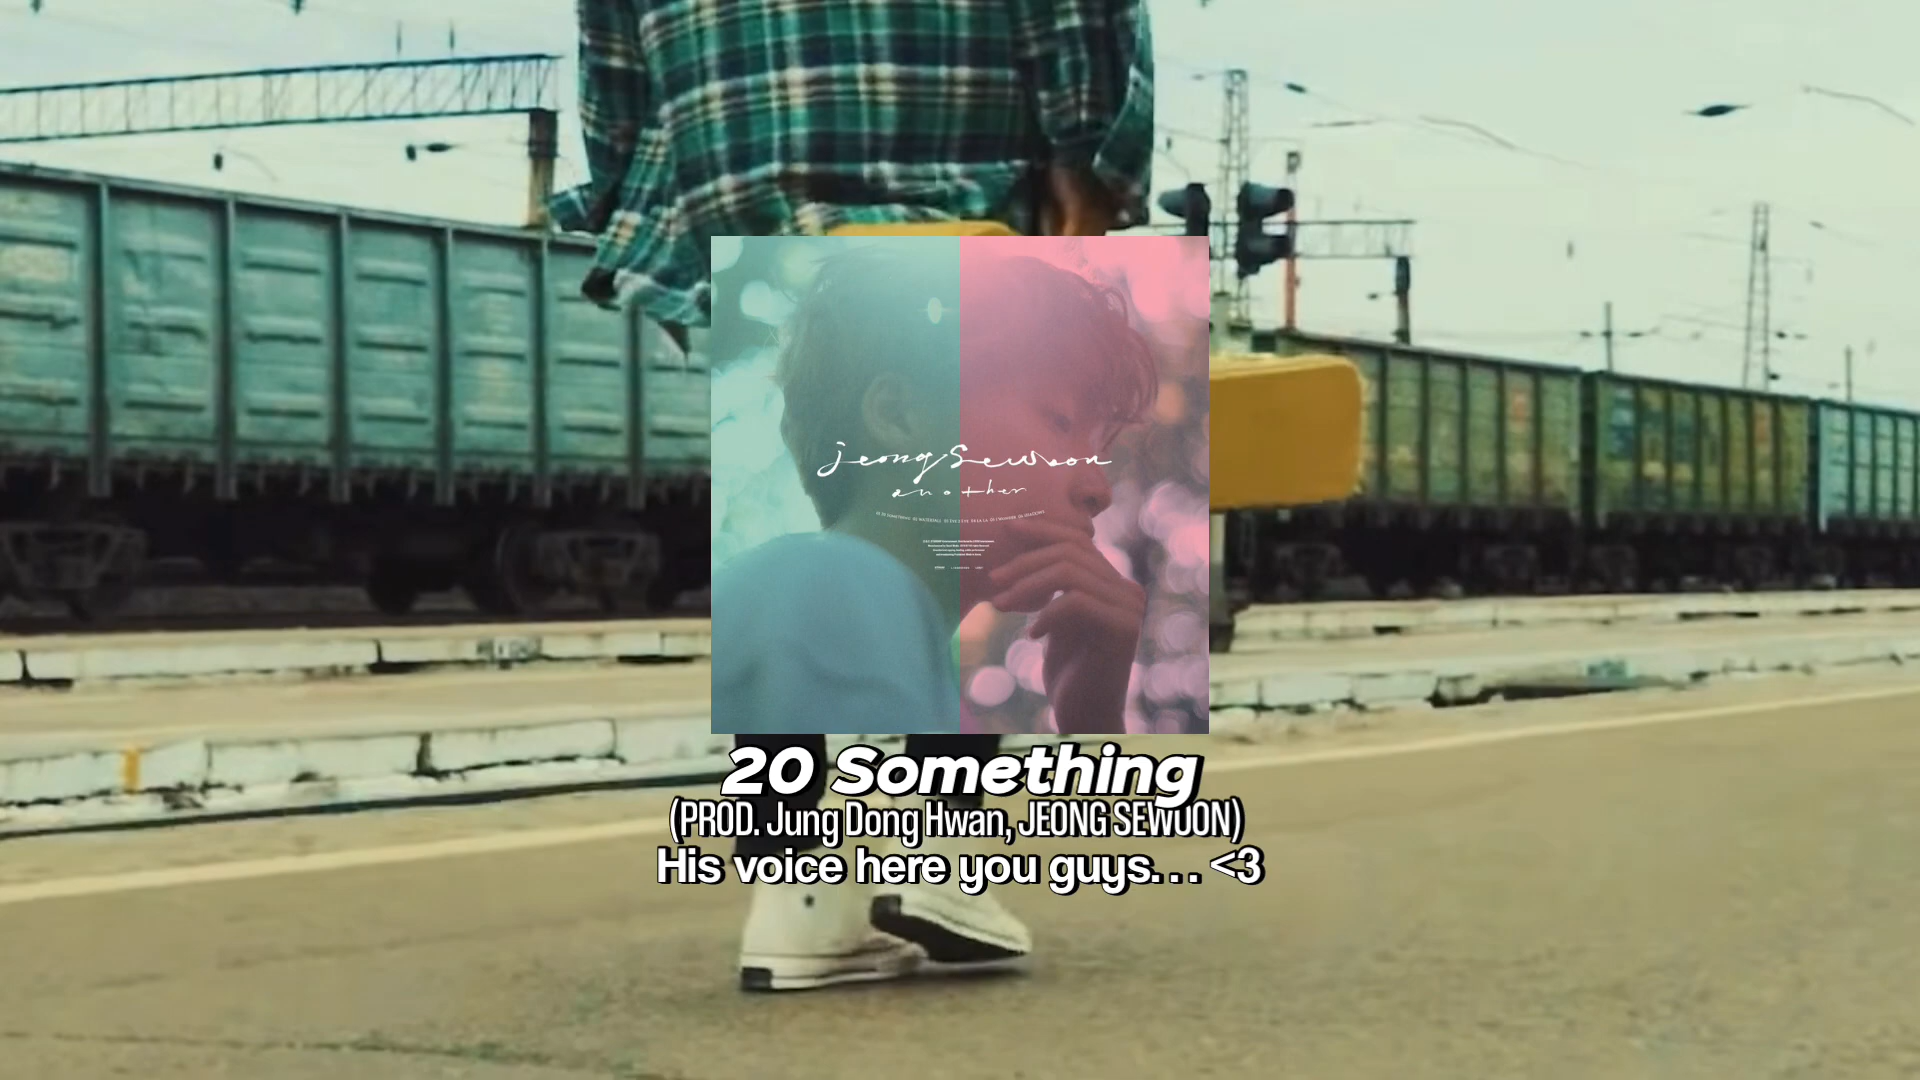 jeong Sewoon
another
20 Something
(PROD. Jung Dong Hwan, JEONG SEWOON)
His voice here you guys... <3